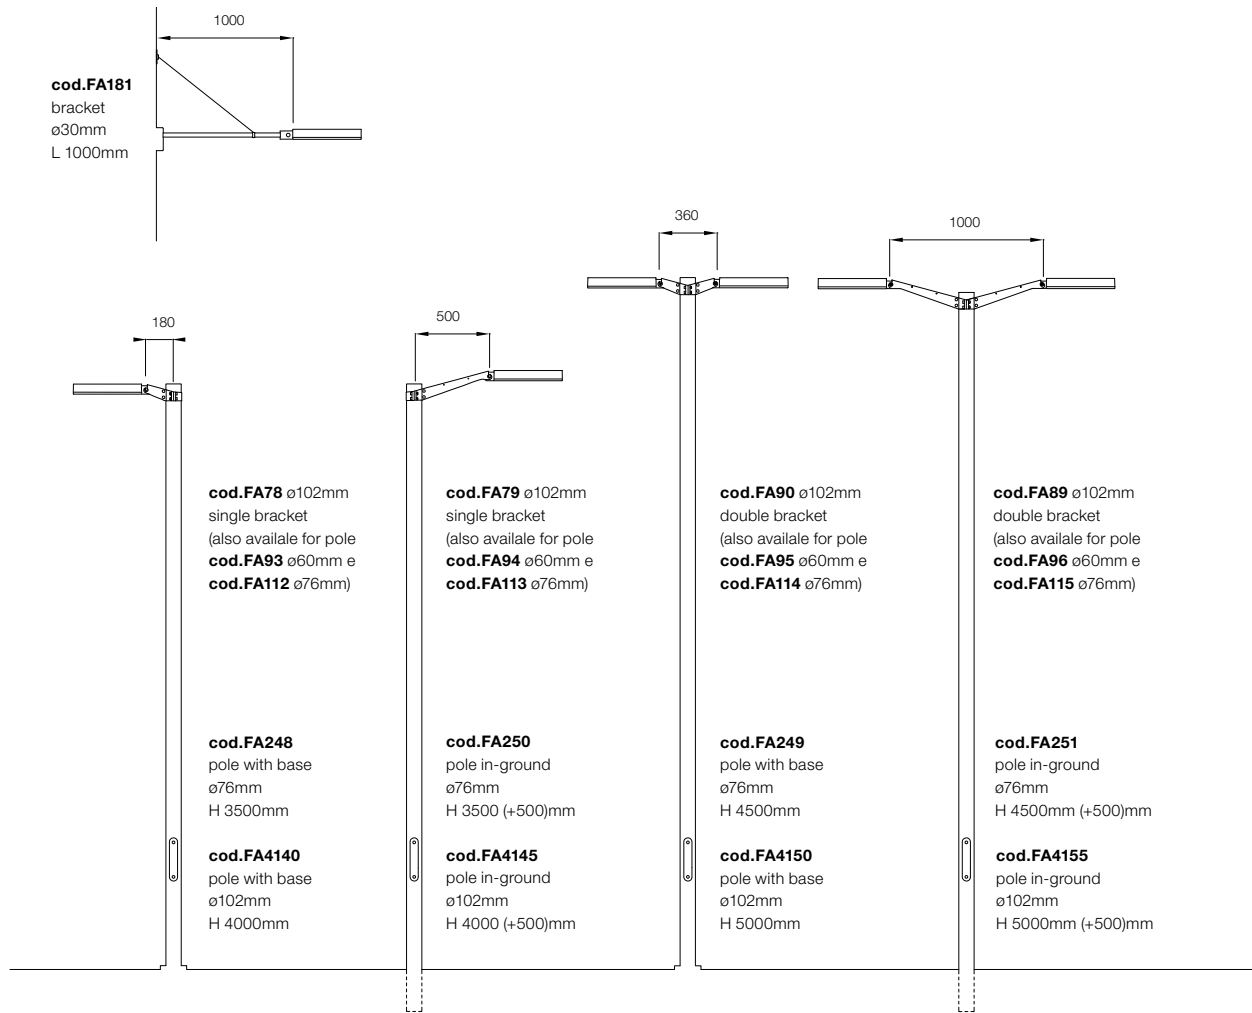 1000
cod.FA181
bracket
ø30mm
L 1000mm
360
1000
180
500
cod.FA78 ø102mm
single bracket
(also availale for pole
cod.FA93 ø60mm e
cod.FA112 ø76mm)
cod.FA79 ø102mm
single bracket
(also availale for pole
cod.FA94 ø60mm e
cod.FA113 ø76mm)
cod.FA90 ø102mm
double bracket
(also availale for pole
cod.FA95 ø60mm e
cod.FA114 ø76mm)
cod.FA89 ø102mm
double bracket
(also availale for pole
cod.FA96 ø60mm e
cod.FA115 ø76mm)
cod.FA248
pole with base
ø76mm
H 3500mm
cod.FA250
pole in-ground
ø76mm
H 3500 (+500)mm
cod.FA249
pole with base
ø76mm
H 4500mm
cod.FA251
pole in-ground
ø76mm
H 4500mm (+500)mm
cod.FA4140
pole with base
ø102mm
H 4000mm
cod.FA4145
pole in-ground
ø102mm
H 4000 (+500)mm
cod.FA4150
pole with base
ø102mm
H 5000mm
cod.FA4155
pole in-ground
ø102mm
H 5000mm (+500)mm